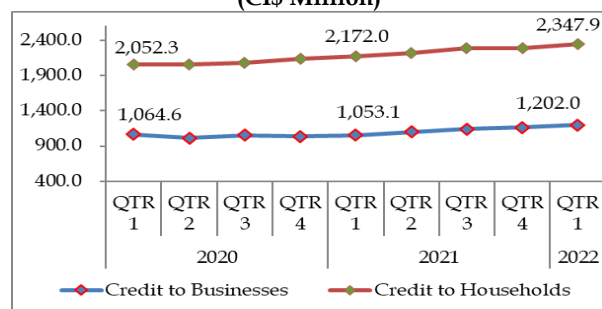 (CI$ Million)
2,400.0
1,900.0
1,400.0
900.0
400.0
2,052.3
2,172.0
2,347.9
1,064.6
1,053.1
1,202.0
QTR 1
QTR 2
QTR 3
QTR 4
QTR 1
QTR 2
QTR 3
QTR 4
QTR 1
2020
2021
2022
Credit to Businesses
Credit to Households